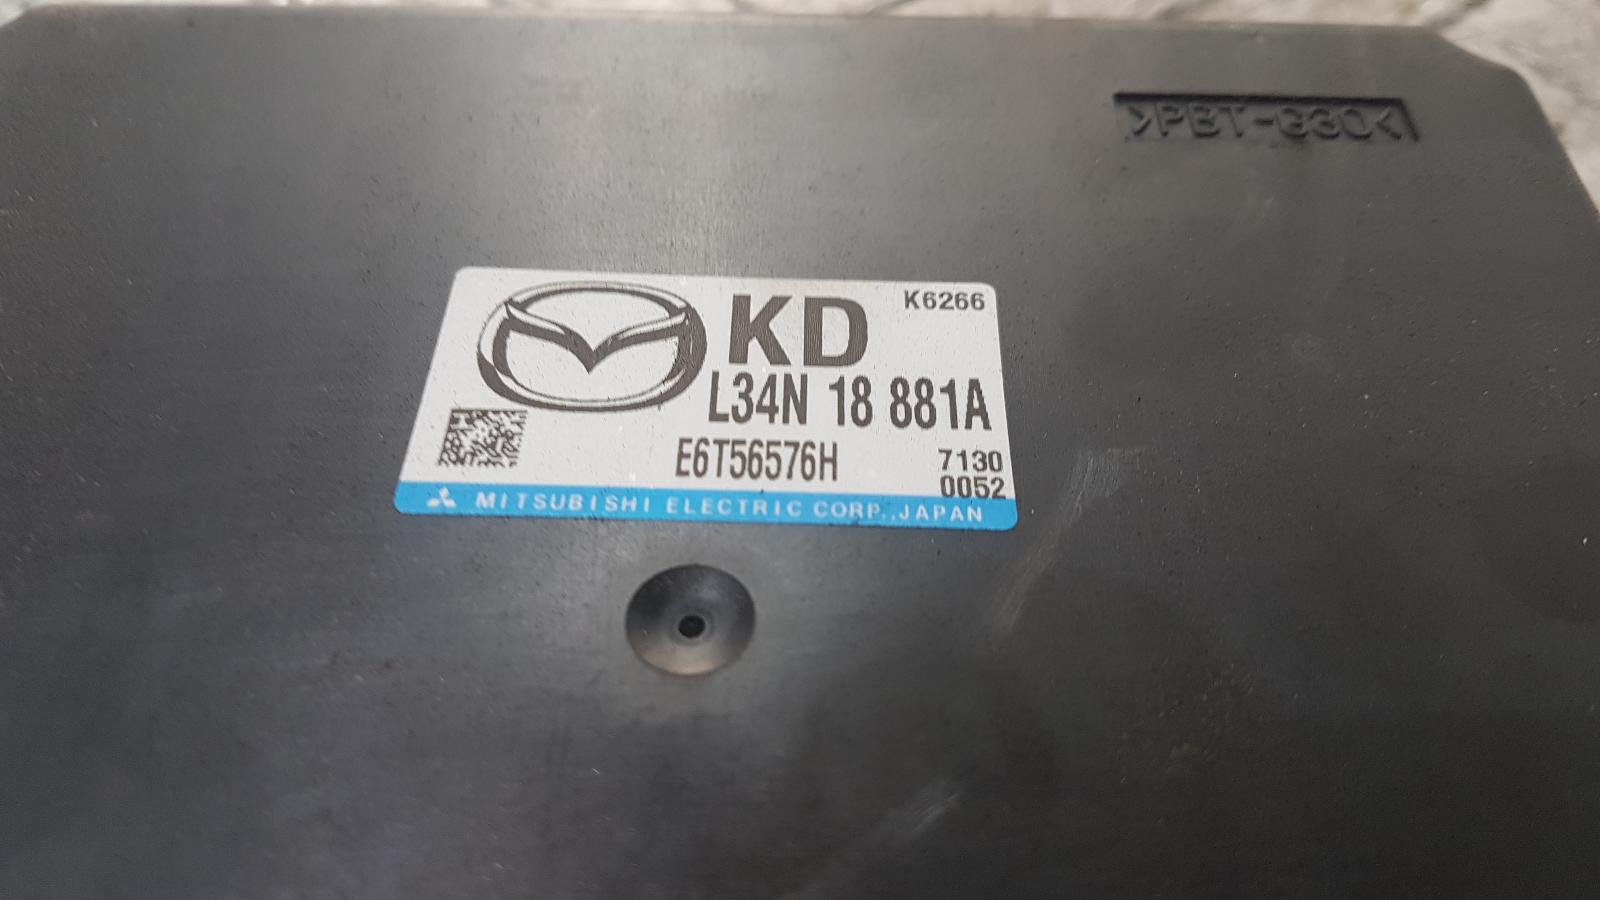 >PBT-G30<
KD
K6266
L34N 18 881A
E6T56576H
7130
0052
MITSUBISHI ELECTRIC CORP.,JAPAN